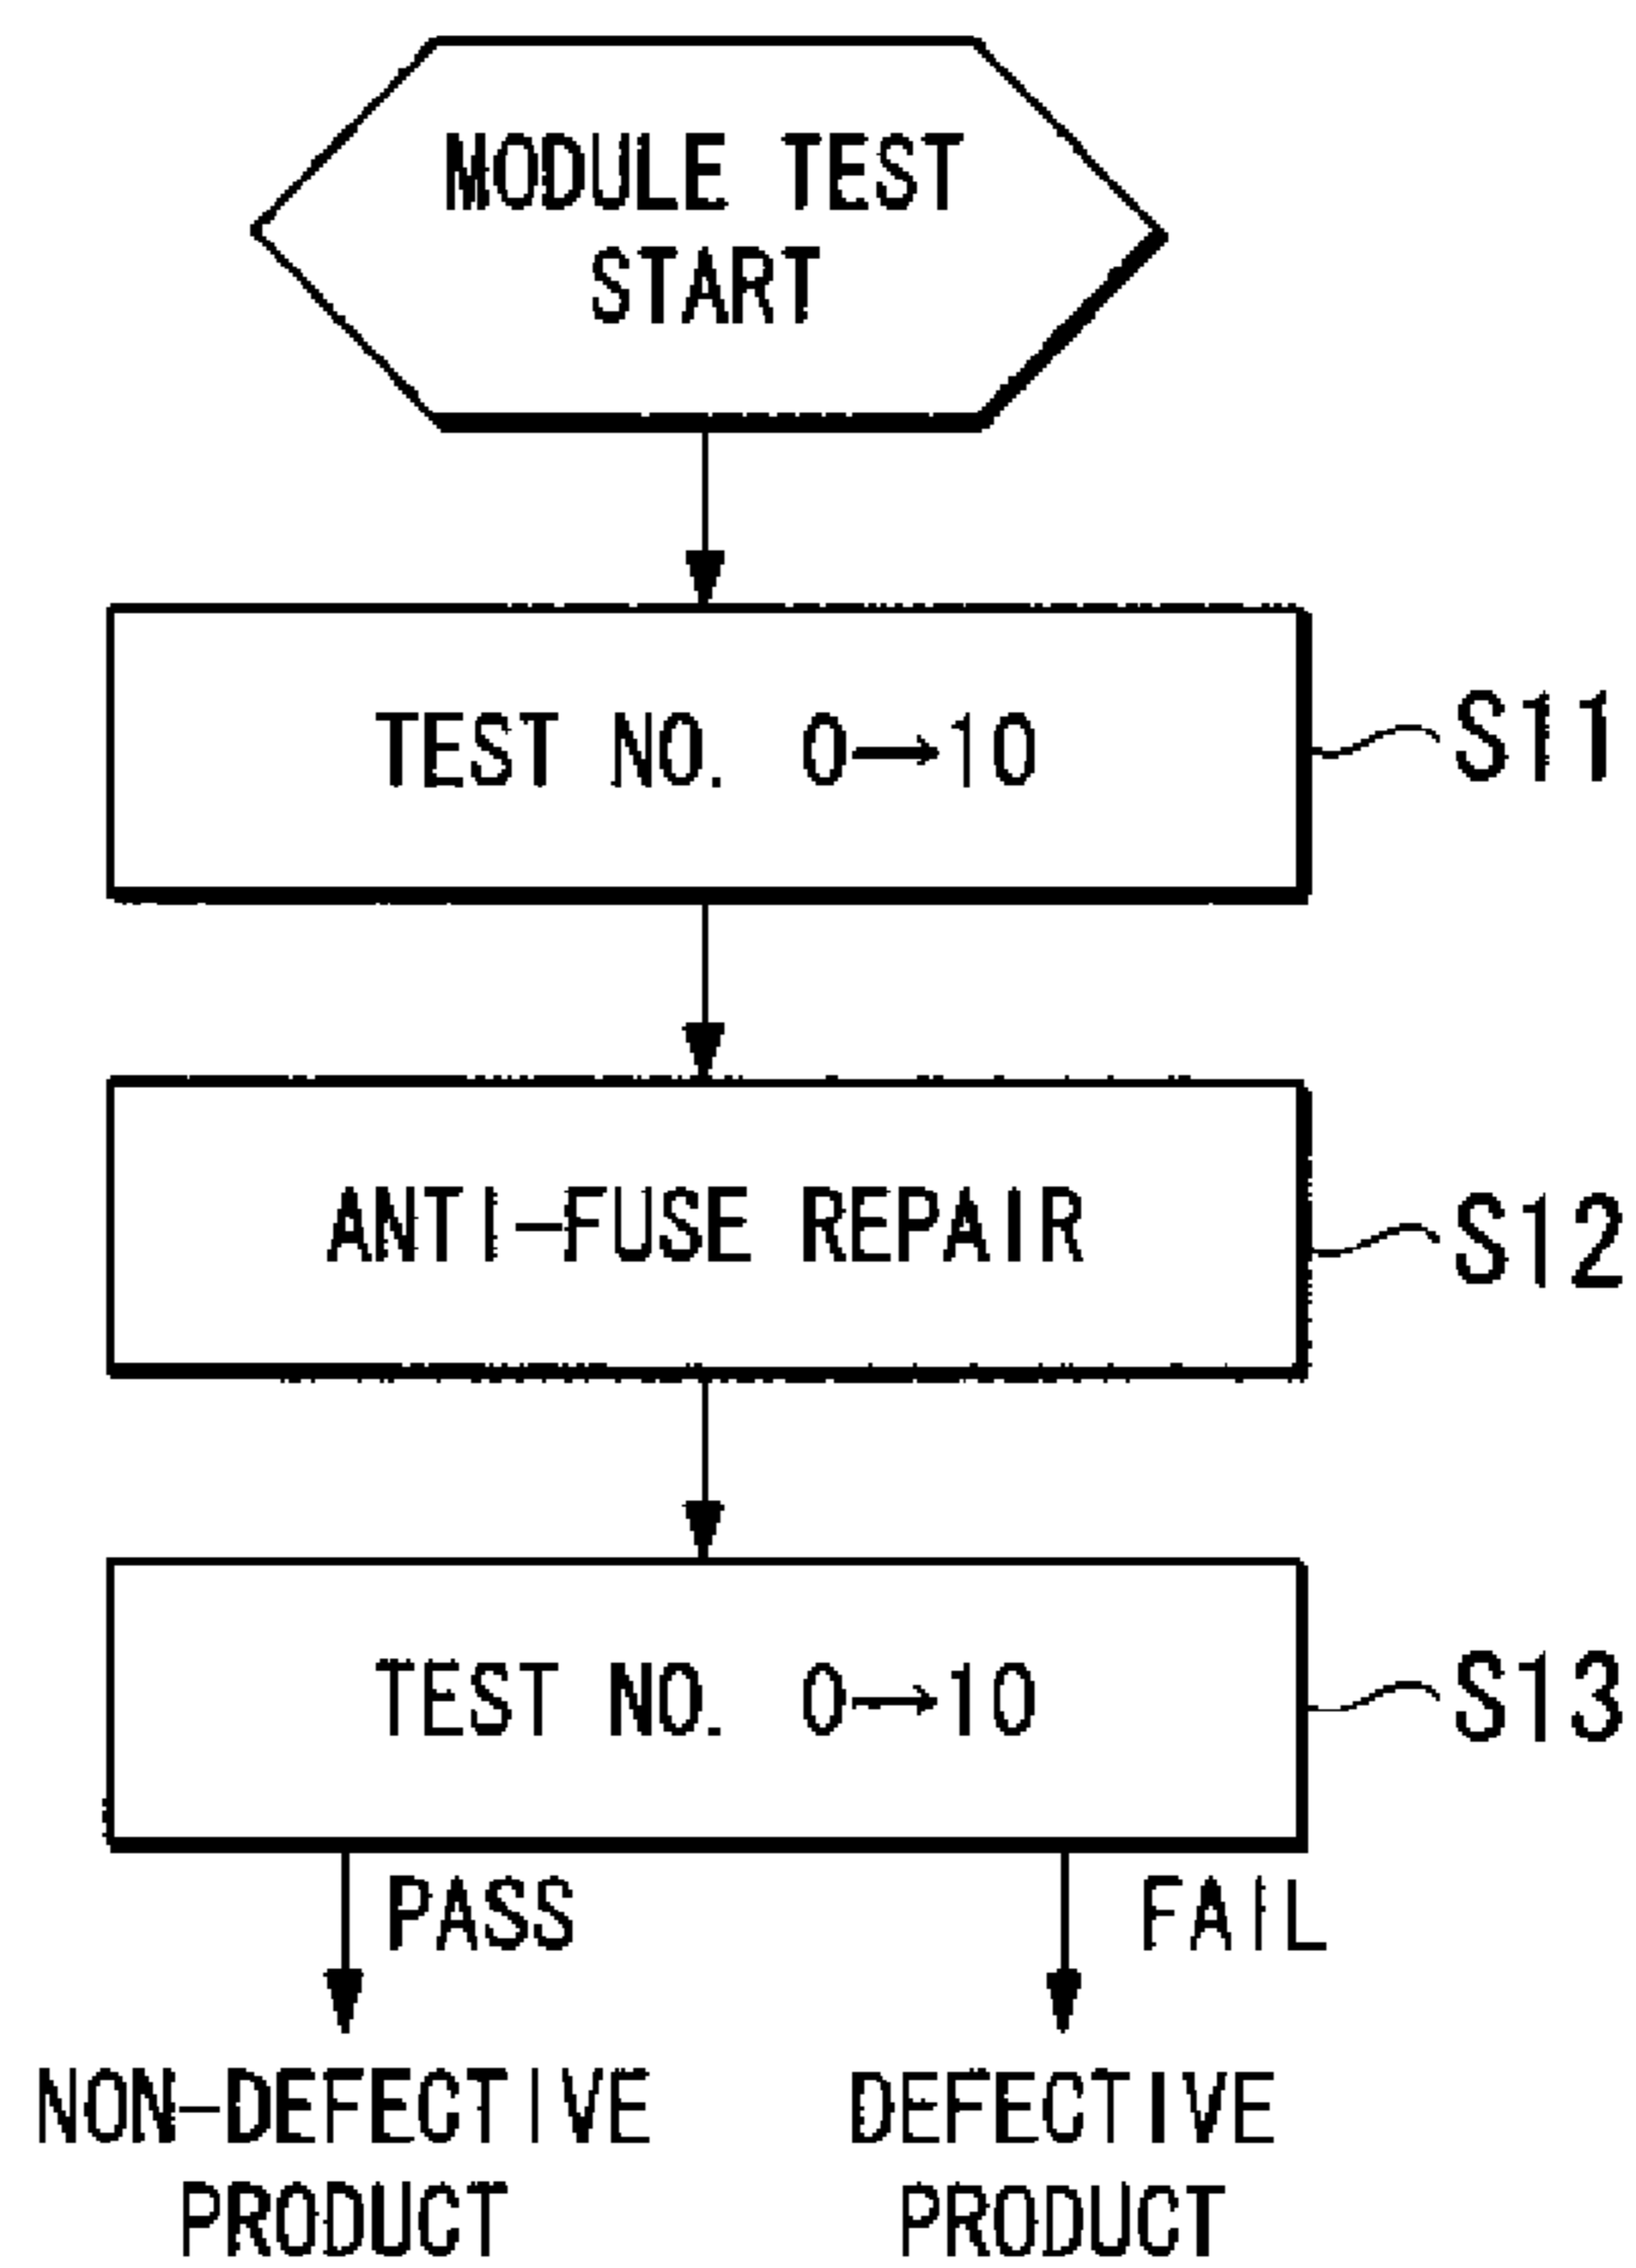 MODULE TEST
START
TEST NO. 0→10
S11
ANTI-FUSE REPAIR
S12
TEST NO. 0→10
S13
PASS
FAIL
NON-DEFECTIVE
PRODUCT
DEFECTIVE
PRODUCT